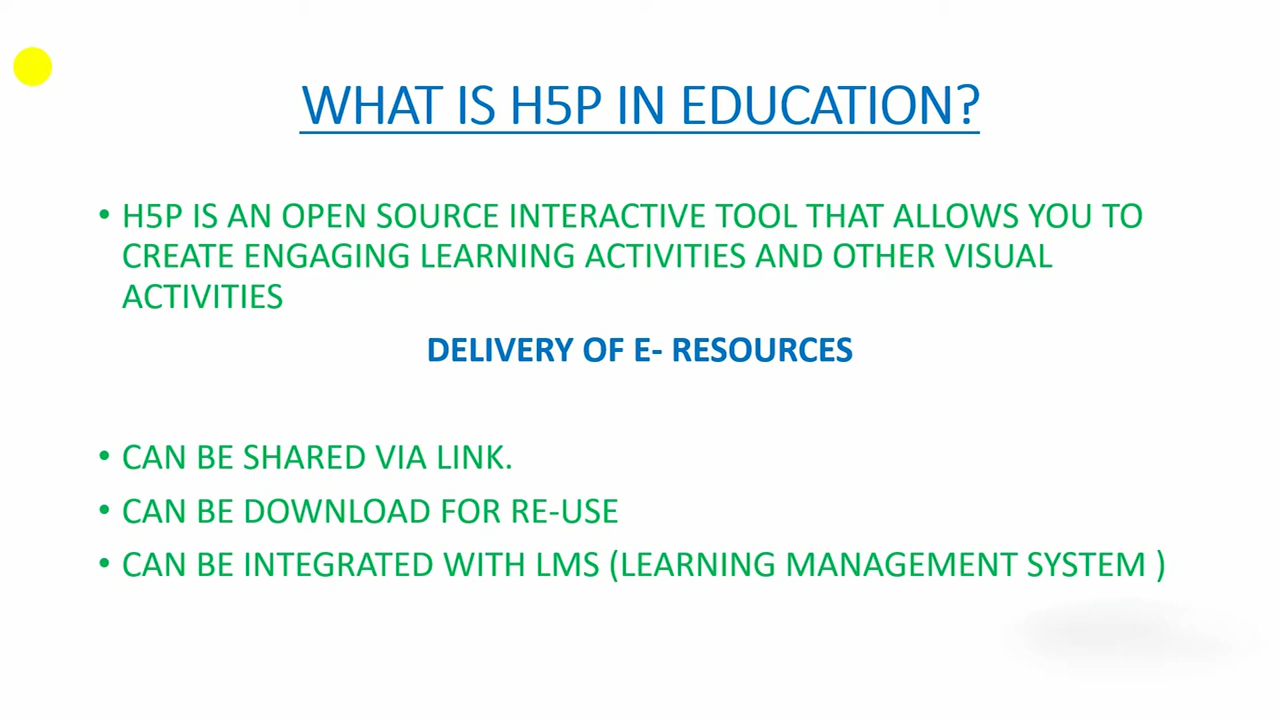 WHAT IS H5P IN EDUCATION?
• H5P IS AN OPEN SOURCE INTERACTIVE TOOL THAT ALLOWS YOU TO
CREATE ENGAGING LEARNING ACTIVITIES AND OTHER VISUAL
ACTIVITIES
DELIVERY OF E- RESOURCES
• CAN BE SHARED VIA LINK.
• CAN BE DOWNLOAD FOR RE-USE
• CAN BE INTEGRATED WITH LMS (LEARNING MANAGEMENT SYSTEM )